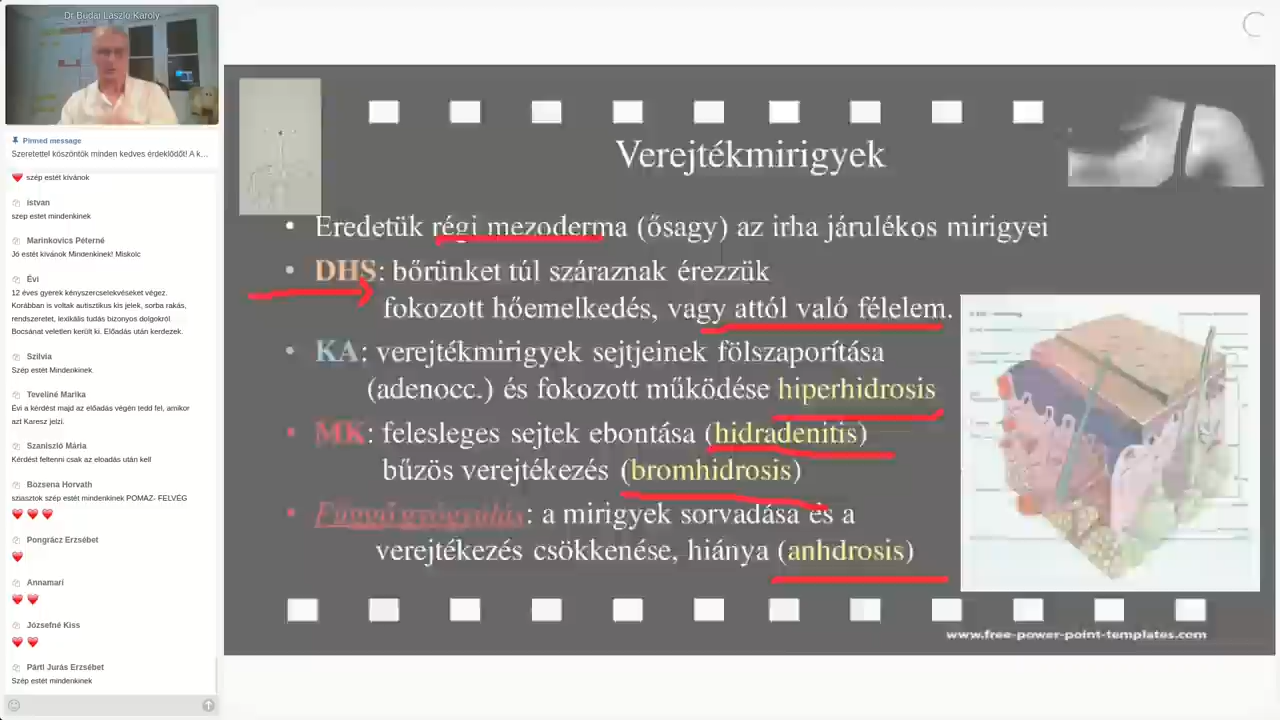 Dr Budai László Károly
Pinned message
Szeretettel köszöntök minden kedves érdeklődőt! A k…
szép estét kívánok
istvan
szep estet mindenkinek
Marinkovics Péterné
Jó estét kívánok Mindenkinek! Miskolc
Évi
12 éves gyerek kényszercselekvéséket végez.
Korábban is voltak autisztikus kis jelek, sorba rakás,
rendszeretet, lexikális tudás bizonyos dolgokról.
Bocsánat veletlen került ki. Előadás után kerdezek.
Szilvia
Szép estét Mindenkinek.
Teveliné Marika
Évi a kérdést majd az előadás végén tedd fel, amikor
azt Karesz jelzi.
Szaniszló Mária
Kérdést feltenni csak az eloadás után kell
Bozsena Horvath
sziasztok szép estét mindenkinek POMAZ- FELVÉG
Pongrácz Erzsébet
Annamari
Józsefné Kiss
Pártl Jurás Erzsébet
Szép estét mindenkinek
Verejtékmirigyek
• Eredetük régi mezoderma (ősagy) az irha járulékos mirigyei
• DHS: bőrünket túl száraznak érezzük
fokozott hőemelkedés, vagy attól való félelem.
• KA: verejtékmirigyek sejtjeinek fölszaporítása
(adenocc.) és fokozott működése hiperhidrosis
• MK: felesleges sejtek ebontása (hidradenitis)
bűzös verejtékezés (bromhidrosis)
• Függő gyógyulás: a mirigyek sorvadása és a
verejtékezés csökkenése, hiánya (anhdrosis)
www.free-power-point-templates.com